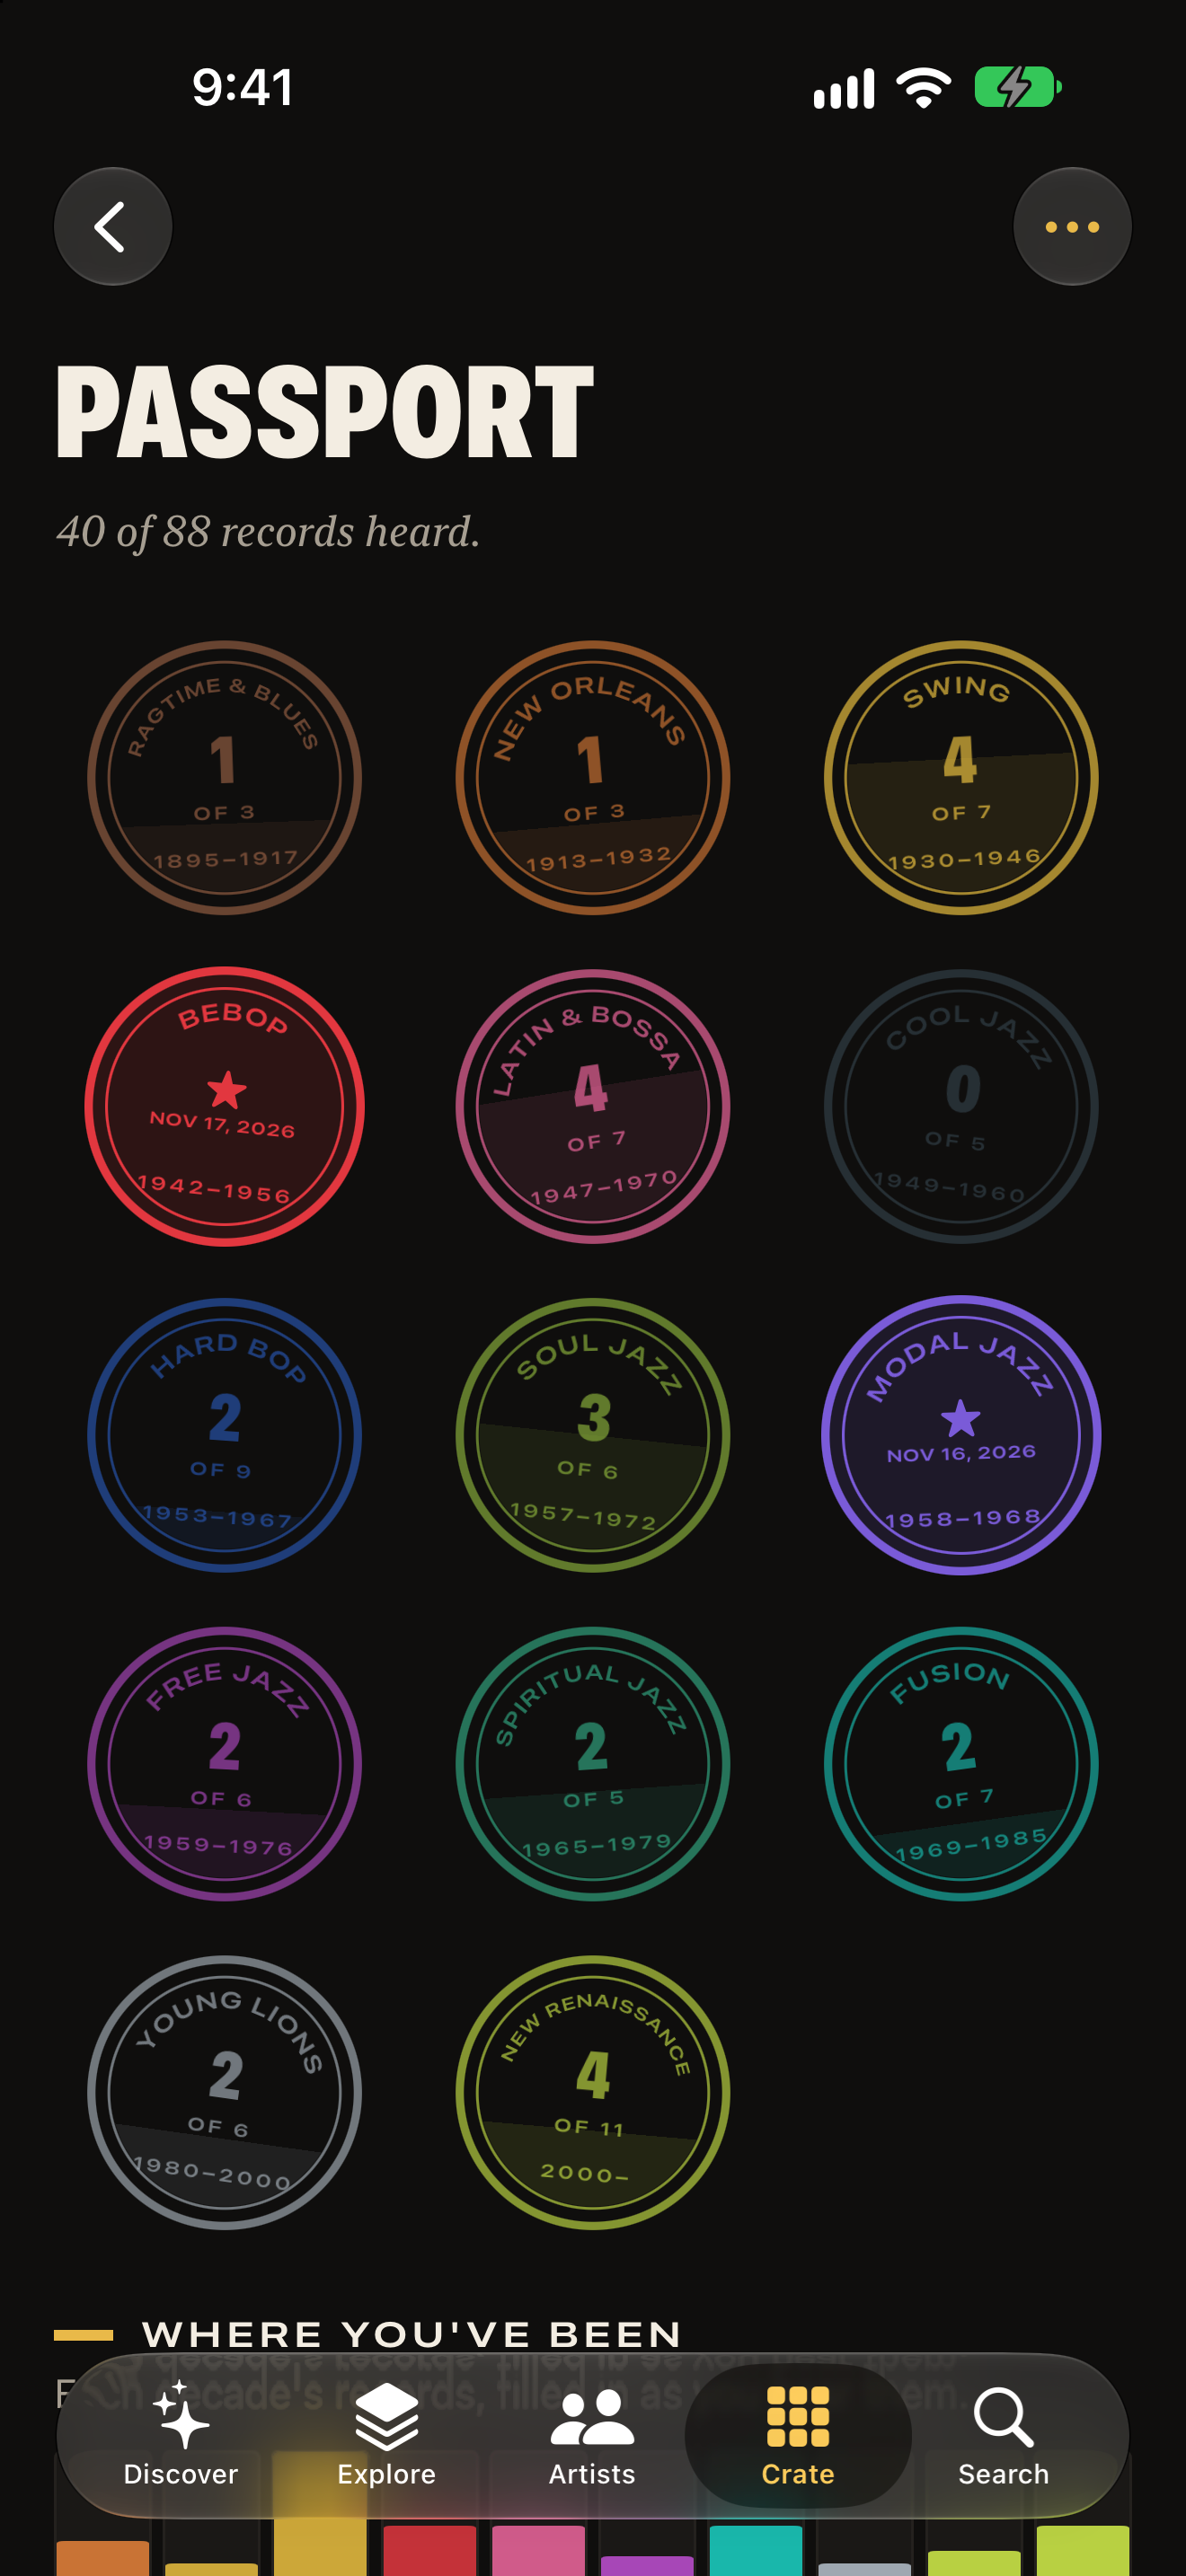 9:41
PASSPORT
40 of 88 records heard.
RAGTIME & BLUES
1
OF 3
1895–1917
NEW ORLEANS
1
OF 3
1913–1932
SWING
4
OF 7
1930–1946
BEBOP
NOV 17, 2026
1942–1956
LATIN & BOSSA
4
OF 7
1947–1970
COOL JAZZ
0
OF 5
1949–1960
HARD BOP
2
OF 9
1953–1967
SOUL JAZZ
3
OF 6
1957–1972
MODAL JAZZ
NOV 16, 2026
1958–1968
FREE JAZZ
2
OF 6
1959–1976
SPIRITUAL JAZZ
2
OF 5
1965–1979
FUSION
2
OF 7
1969–1985
YOUNG LIONS
2
OF 6
1980–2000
NEW RENAISSANCE
4
OF 11
2000–
WHERE YOU'VE BEEN
decade's records, filled in as
Discover
Explore
Artists
Crate
Search